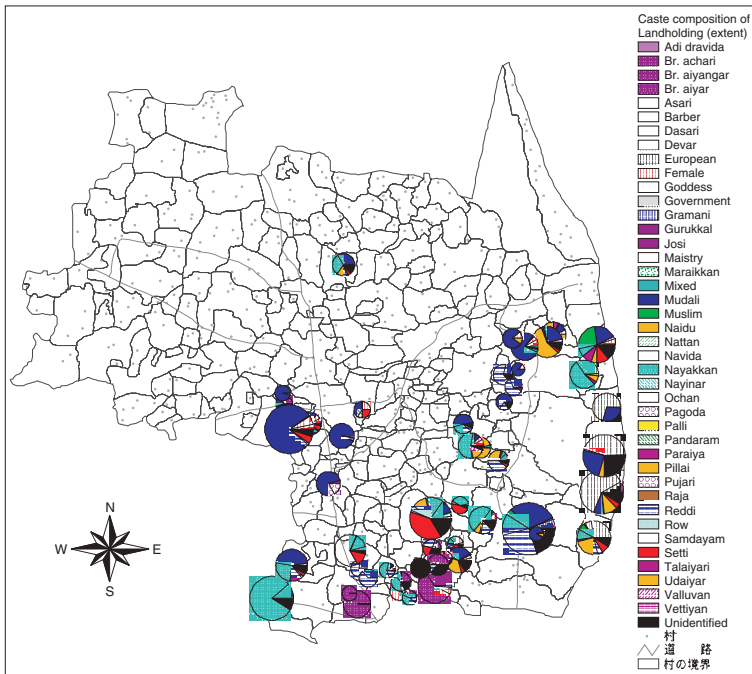 Caste composition of
Landholding (extent)
Adi dravida
Br. achari
Br. aiyangar
Br. aiyar
Asari
Barber
Dasari
Devar
European
Female
Goddess
Government
Gramani
Gurukkal
Josi
Maistry
Maraikkan
Mixed
Mudali
Muslim
Naidu
Nattan
Navida
Nayakkan
Nayinar
Ochan
Pagoda
Palli
Pandaram
Paraiya
Pillai
Pujari
Raja
Reddi
Row
Samdayam
Setti
Talaiyari
Udaiyar
Valluvan
Vettiyan
Unidentified
村
道 路
村の境界
N
W E
S